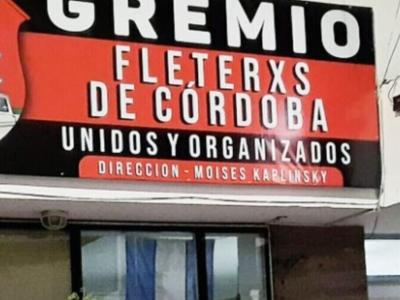 GREMIO
FLETERXS
DE CÓRDOBA
UNIDOS Y ORGANIZADOS
DIRECCION - MOISES KAPLINSKY